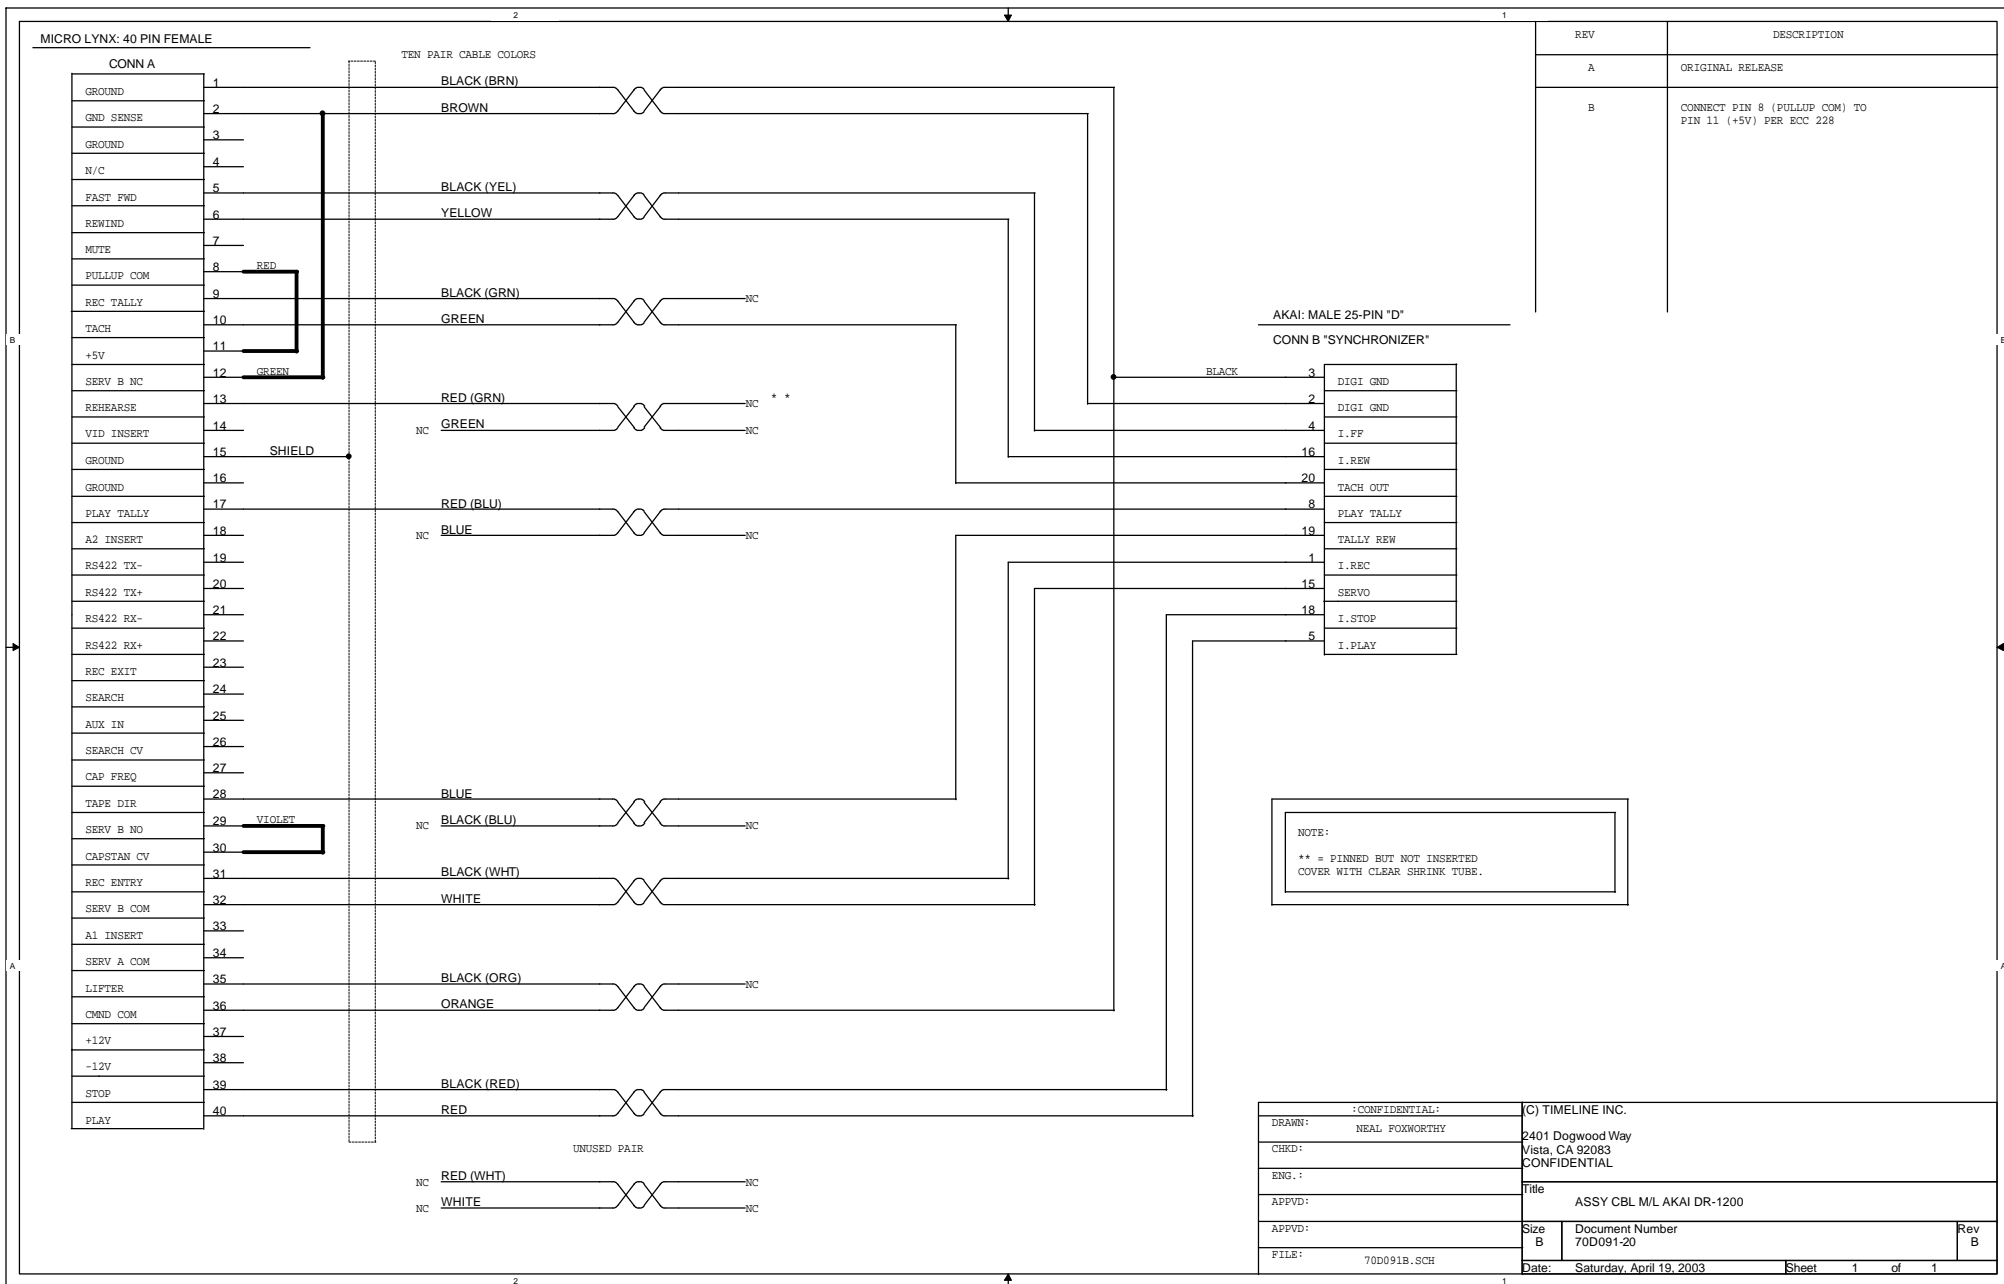 2
1
MICRO LYNX: 40 PIN FEMALE
CONN A
TEN PAIR CABLE COLORS
REV DESCRIPTION
A ORIGINAL RELEASE
B CONNECT PIN 8 (PULLUP COM) TO
PIN 11 (+5V) PER ECC 228
GROUND 1 BLACK (BRN)
GND SENSE 2 BROWN
GROUND 3
N/C 4
FAST FWD 5 BLACK (YEL)
REWIND 6 YELLOW
MUTE 7
PULLUP COM 8 RED
REC TALLY 9 BLACK (GRN) NC
TACH 10 GREEN
+5V 11
SERV B NC 12 GREEN
REHEARSE 13 RED (GRN) NC * *
VID INSERT 14 NC GREEN NC
GROUND 15 SHIELD
GROUND 16
PLAY TALLY 17 RED (BLU)
A2 INSERT 18 NC BLUE NC
RS422 TX- 19
RS422 TX+ 20
RS422 RX- 21
RS422 RX+ 22
REC EXIT 23
SEARCH 24
AUX IN 25
SEARCH CV 26
CAP FREQ 27
TAPE DIR 28 BLUE
SERV B NO 29 VIOLET NC BLACK (BLU) NC
CAPSTAN CV 30
REC ENTRY 31 BLACK (WHT)
SERV B COM 32 WHITE
A1 INSERT 33
SERV A COM 34
LIFTER 35 BLACK (ORG) NC
CMND COM 36 ORANGE
+12V 37
-12V 38
STOP 39 BLACK (RED)
PLAY 40 RED
UNUSED PAIR
NC RED (WHT) NC
NC WHITE NC
AKAI: MALE 25-PIN "D"
CONN B "SYNCHRONIZER"
BLACK 3 DIGI GND
2 DIGI GND
4 I.FF
16 I.REW
20 TACH OUT
8 PLAY TALLY
19 TALLY REW
1 I.REC
15 SERVO
18 I.STOP
5 I.PLAY
NOTE:
** = PINNED BUT NOT INSERTED
COVER WITH CLEAR SHRINK TUBE.
:CONFIDENTIAL:
DRAWN: NEAL FOXWORTHY
CHKD:
ENG.:
APPVD:
APPVD:
FILE: 70D091B.SCH
(C) TIMELINE INC.
2401 Dogwood Way
Vista, CA 92083
CONFIDENTIAL
Title
ASSY CBL M/L AKAI DR-1200
Size Document Number Rev
B 70D091-20 B
Date: Saturday, April 19, 2003 Sheet 1 of 1
B
B
A
A
2
1